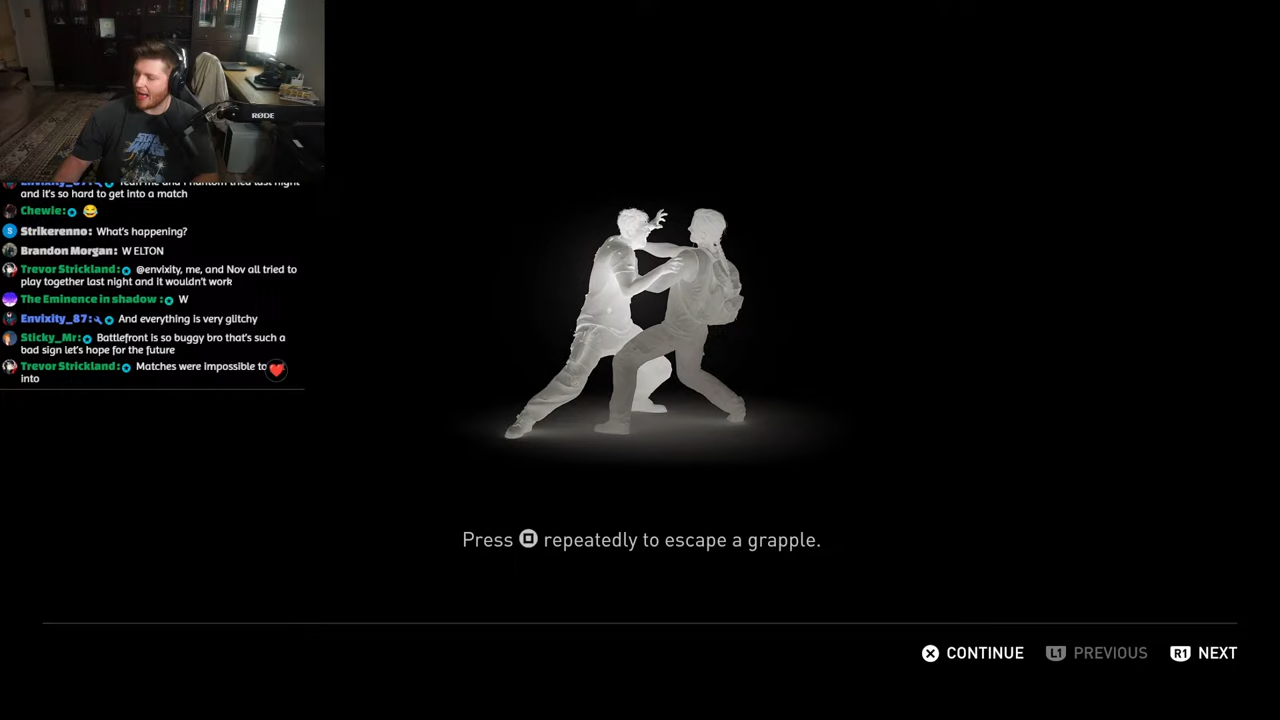 RØDE
and it's so hard to get into a match
Chewie: 😂
Strikerenno: What's happening?
Brandon Morgan: W ELTON
Trevor Strickland: @envixity, me, and Nov all tried to
play together last night and it wouldn't work
The Eminence in shadow : W
Envixity_87: And everything is very glitchy
Sticky_Mr: Battlefront is so buggy bro that's such a
bad sign let's hope for the future
Trevor Strickland: Matches were impossible to
into
Press repeatedly to escape a grapple.
CONTINUE L1 PREVIOUS R1 NEXT